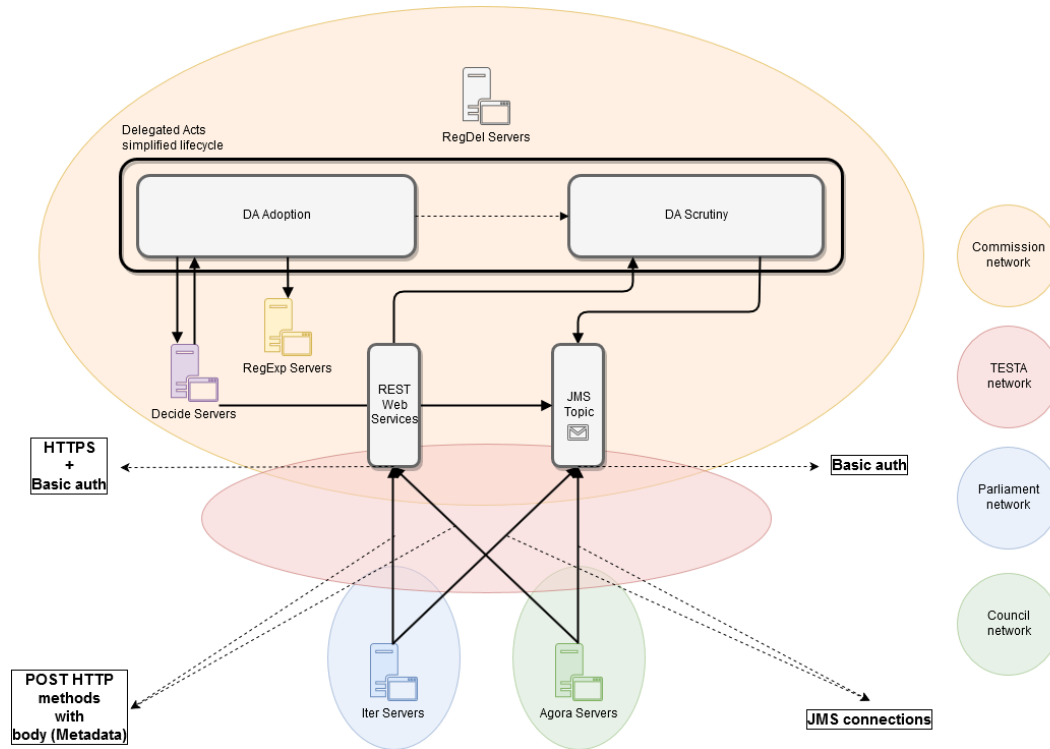 RegDel Servers
Delegated Acts
simplified lifecycle
DA Adoption
DA Scrutiny
Commission
network
RegExp Servers
TESTA
network
REST
Web
Services
JMS
Topic
Decide Servers
HTTPS
+
Basic auth
Basic auth
Parliament
network
Council
network
POST HTTP
methods
with
body (Metadata)
Iter Servers
Agora Servers
JMS connections